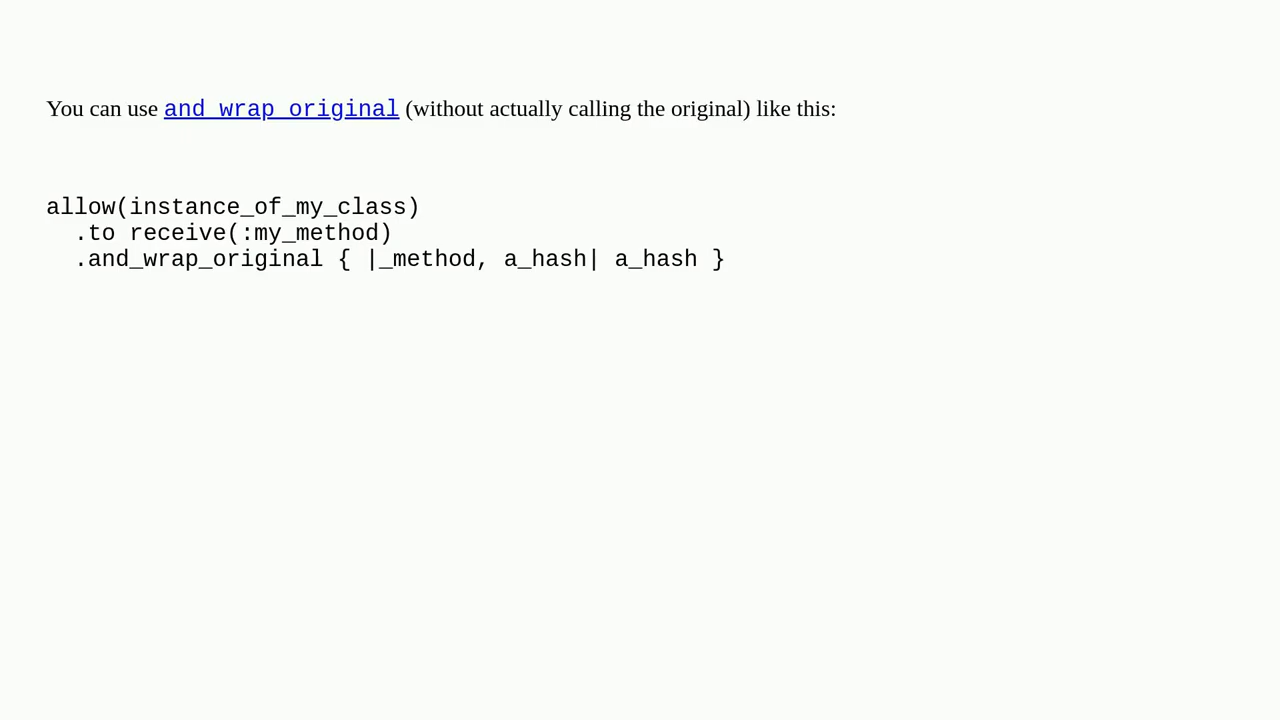 You can use and_wrap_original (without actually calling the original) like this:
allow(instance_of_my_class)
  .to receive(:my_method)
  .and_wrap_original { |_method, a_hash| a_hash }